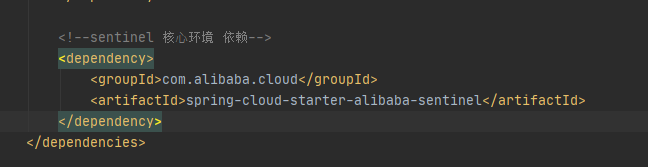 </dependency>
<!--sentinel 核心环境 依赖-->
<dependency>
<groupId>com.alibaba.cloud</groupId>
<artifactId>spring-cloud-starter-alibaba-sentinel</artifactId>
</dependency>
</dependencies>